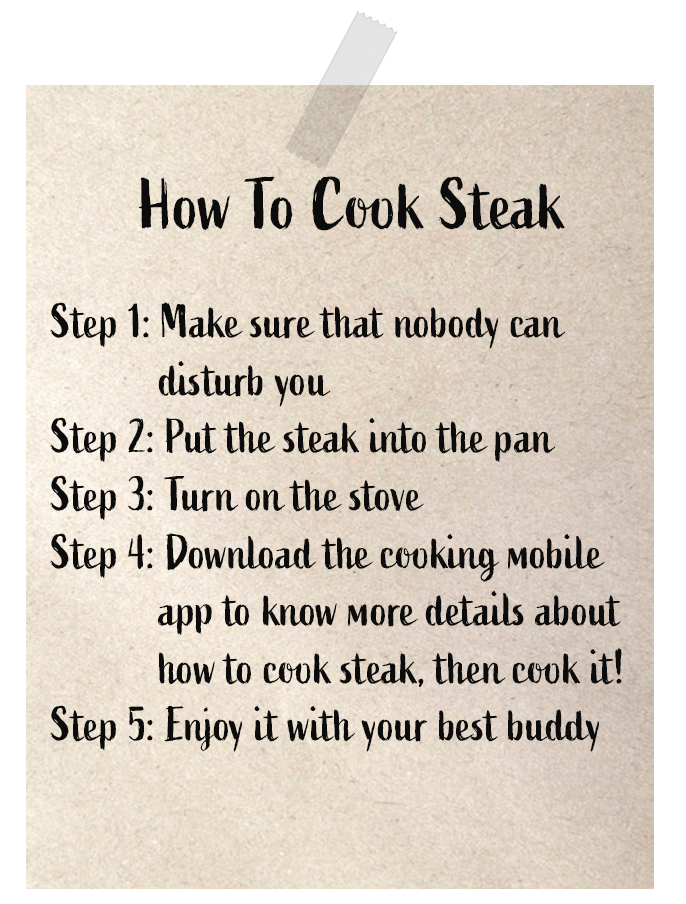 How To Cook Steak
Step 1: Make sure that nobody can
disturb you
Step 2: Put the steak into the pan
Step 3: Turn on the stove
Step 4: Download the cooking mobile
app to know more details about
how to cook steak, then cook it!
Step 5: Enjoy it with your best buddy